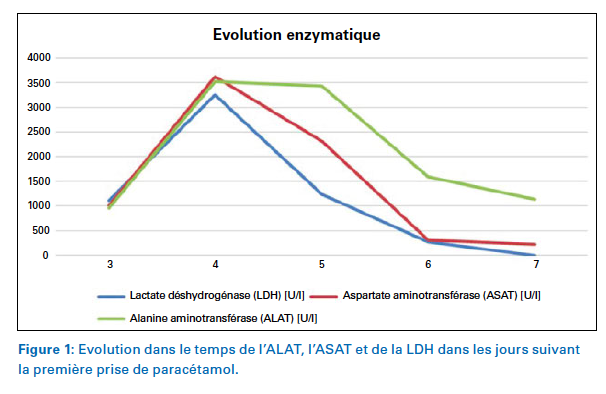 Evolution enzymatique
4000
3500
3000
2500
2000
1500
1000
500
0
3 4 5 6 7
Lactate déshydrogénase (LDH) [U/l] Aspartate aminotransférase (ASAT) [U/l]
Alanine aminotransférase (ALAT) [U/l]
Figure 1: Evolution dans le temps de l'ALAT, l'ASAT et de la LDH dans les jours suivant
la première prise de paracétamol.